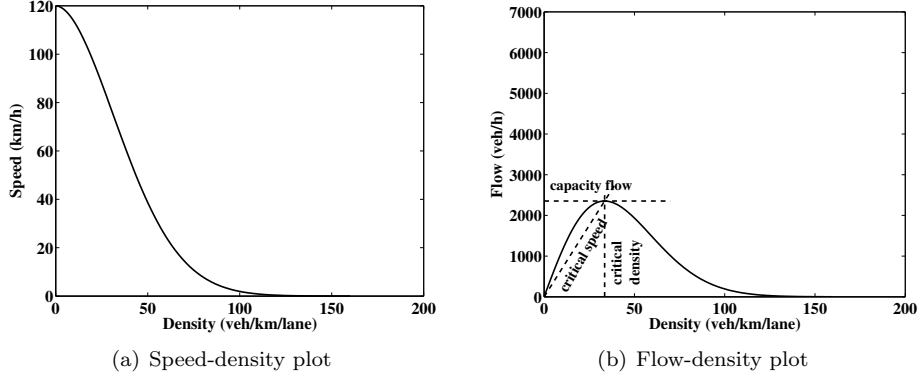 120
100
80
60
40
20
0
Speed (km/h)
0 50 100 150 200
Density (veh/km/lane)
(a) Speed-density plot
7000
6000
5000
4000
3000
2000
1000
0
Flow (veh/h)
capacity flow
critical speed
critical
density
0 50 100 150 200
Density (veh/km/lane)
(b) Flow-density plot